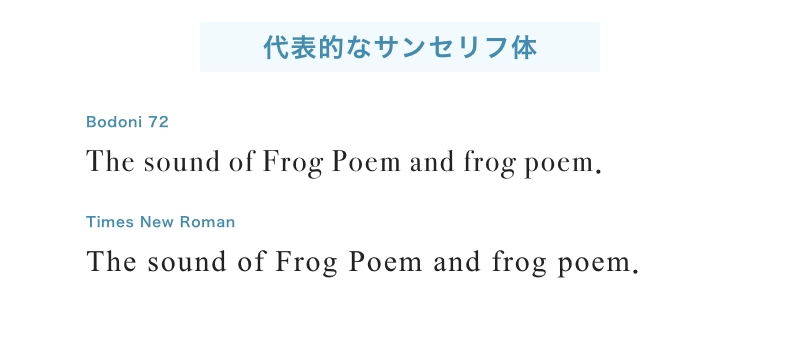 代表的なサンセリフ体
Bodoni 72
The sound of Frog Poem and frog poem.
Times New Roman
The sound of Frog Poem and frog poem.